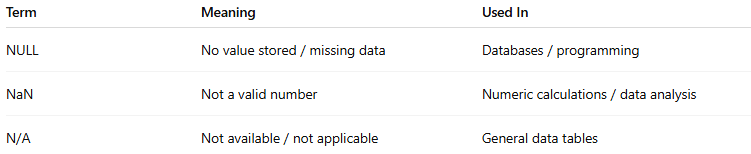 Term Meaning Used In
NULL No value stored / missing data Databases / programming
NaN Not a valid number Numeric calculations / data analysis
N/A Not available / not applicable General data tables